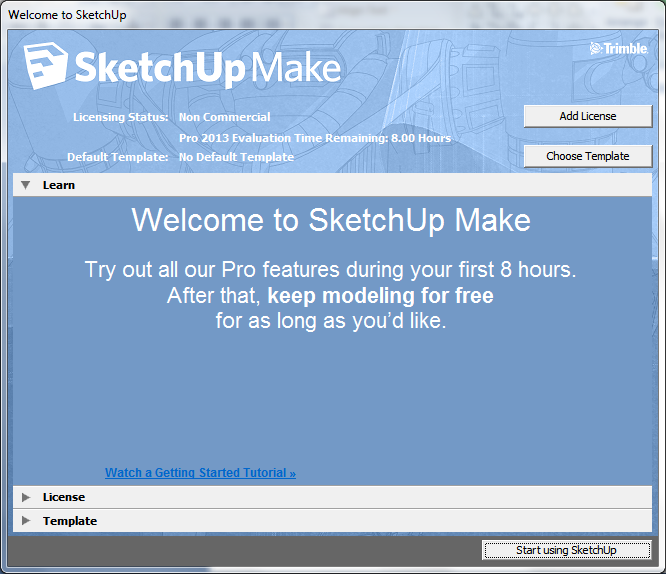 Welcome to SketchUp
SketchUp Make
Trimble
Licensing Status: Non Commercial
Add License
Pro 2013 Evaluation Time Remaining: 8.00 Hours
Default Template: No Default Template
Choose Template
Learn
Welcome to SketchUp Make
Try out all our Pro features during your first 8 hours.
After that, keep modeling for free
for as long as you’d like.
Watch a Getting Started Tutorial »
License
Template
Start using SketchUp